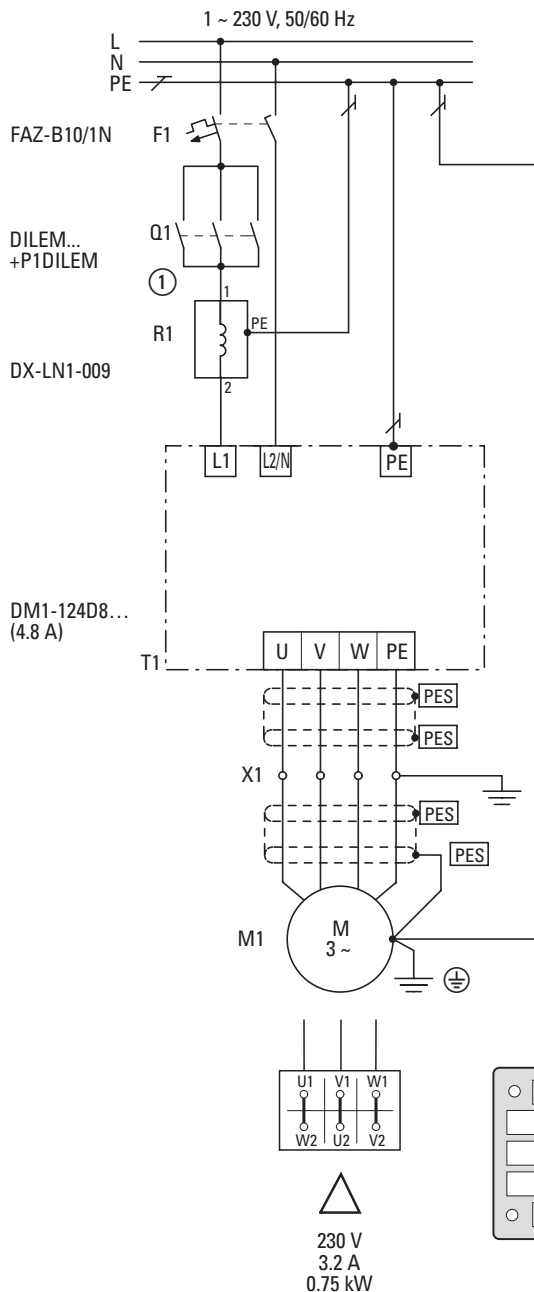 1 ~ 230 V, 50/60 Hz
L
N
PE
FAZ-B10/1N
F1
DILEM...
+P1DILEM
Q1
1
1
R1
PE
DX-LN1-009
2
L1
L2/N
PE
DM1-124D8...
(4.8 A)
T1
U V W PE
PES
PES
X1
PES
PES
M1
M
3 ~
U1 V1 W1
W2 U2 V2
230 V
3.2 A
0.75 kW